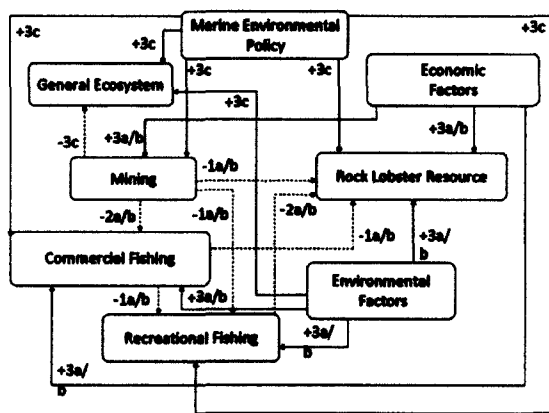 +3c
Marine Environmental
Policy
+3c
+3c
General Ecosystem
+3c
+3c
+3c
Economic
Factors
-3c
+3a/b
+3a/b
Mining
-1a/b
Rock Lobster Resource
-2a/b
-1a/b
-2a/b
-1a/b
+3a/
b
Commercial Fishing
-1a/b
+3a/b
Environmental
Factors
Recreational Fishing
+3a/
b
+3a/
b